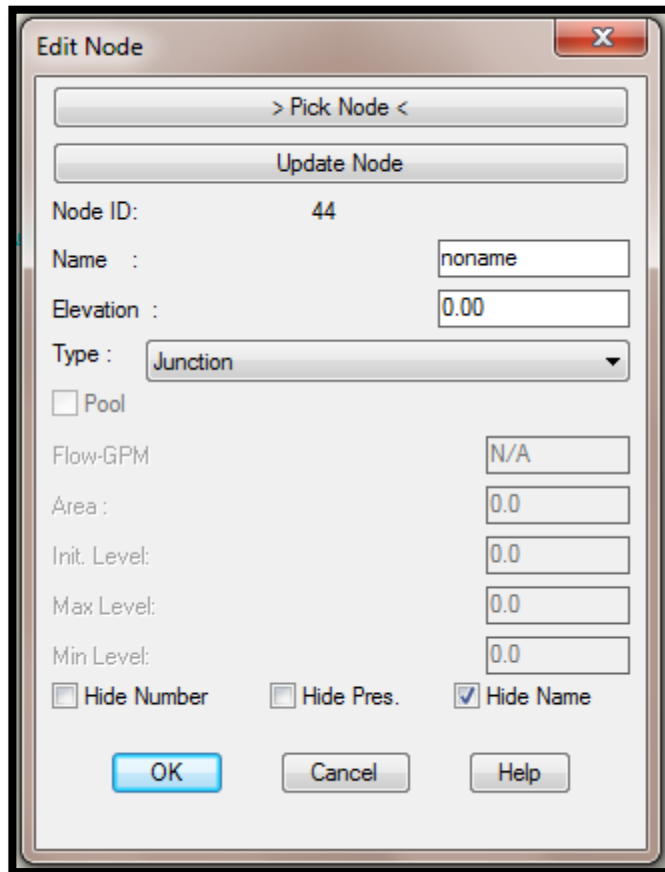 Edit Node
> Pick Node <
Update Node
Node ID: 44
Name : noname
Elevation : 0.00
Type : Junction
Pool
Flow-GPM N/A
Area : 0.0
Init. Level: 0.0
Max Level: 0.0
Min Level: 0.0
Hide Number Hide Pres. Hide Name
OK Cancel Help